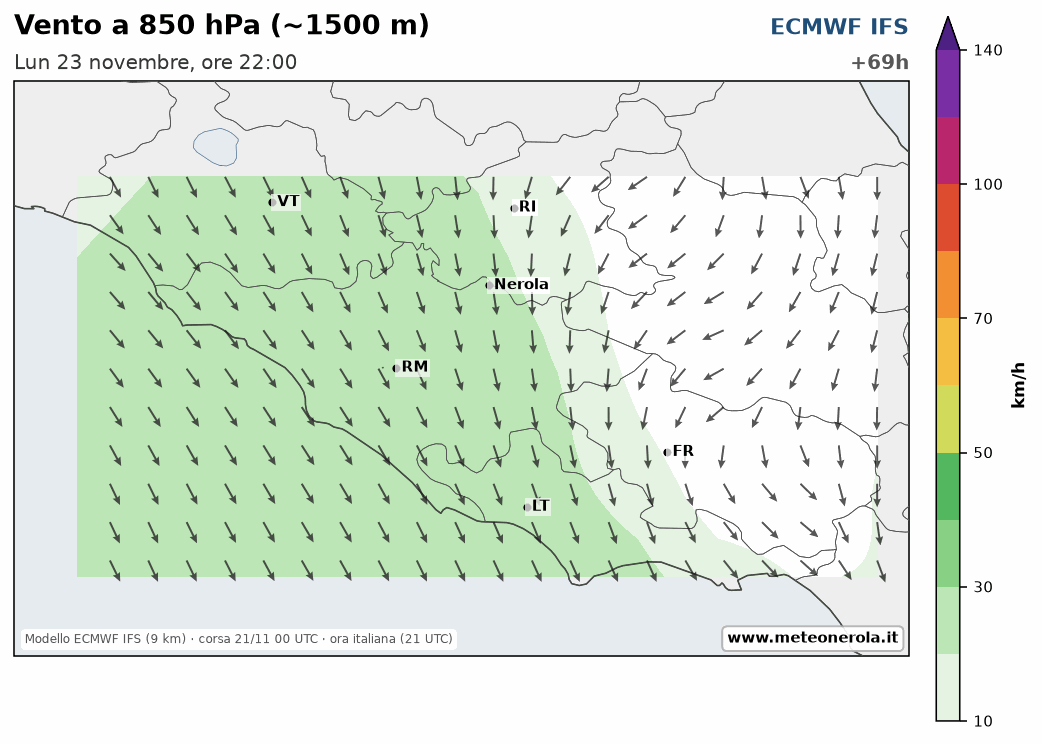 Vento a 850 hPa (~1500 m)
ECMWF IFS
Lun 23 novembre, ore 22:00
+69h
VT
RI
Nerola
RM
FR
LT
Modello ECMWF IFS (9 km) · corsa 21/11 00 UTC · ora italiana (21 UTC)
www.meteonerola.it
140
100
70
50
30
10
km/h